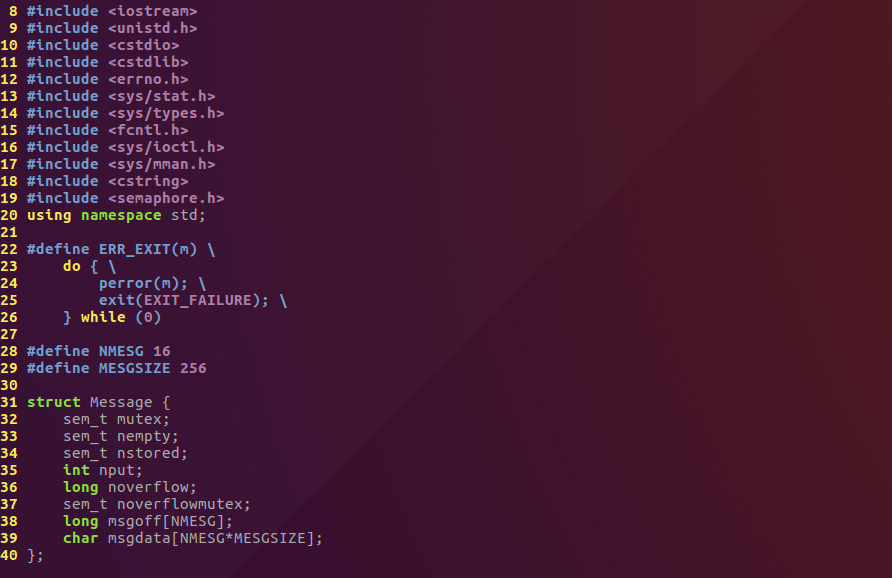 8 #include <iostream>
9 #include <unistd.h>
10 #include <cstdio>
11 #include <cstdlib>
12 #include <errno.h>
13 #include <sys/stat.h>
14 #include <sys/types.h>
15 #include <fcntl.h>
16 #include <sys/ioctl.h>
17 #include <sys/mman.h>
18 #include <cstring>
19 #include <semaphore.h>
20 using namespace std;
21
22 #define ERR_EXIT(m) \
23     do { \
24         perror(m); \
25         exit(EXIT_FAILURE); \
26     } while (0)
27
28 #define NMESG 16
29 #define MESGSIZE 256
30
31 struct Message {
32     sem_t mutex;
33     sem_t nempty;
34     sem_t nstored;
35     int nput;
36     long noverflow;
37     sem_t noverflowmutex;
38     long msgoff[NMESG];
39     char msgdata[NMESG*MESGSIZE];
40 };